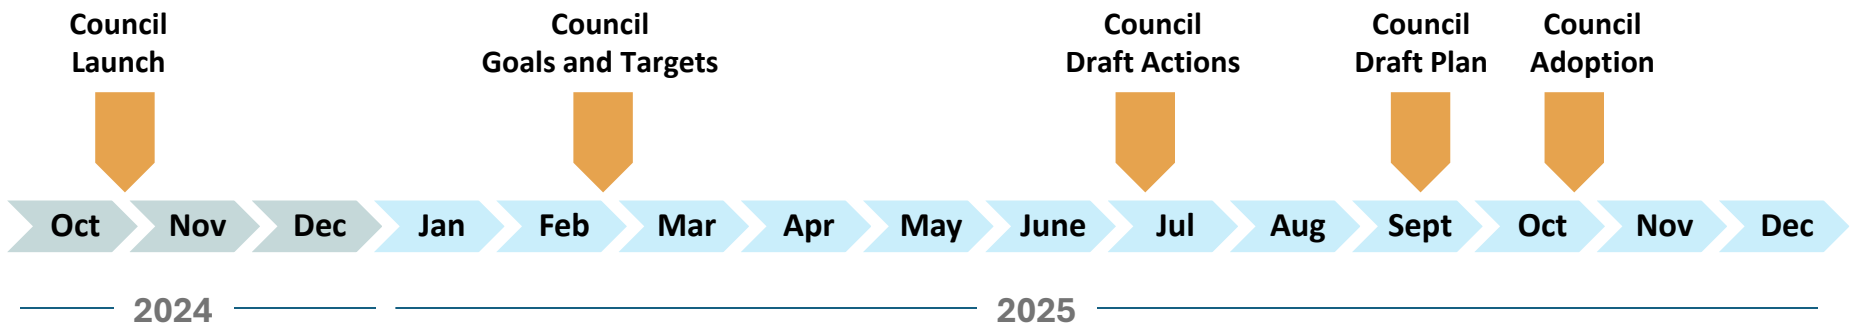 Council
Launch
Council
Goals and Targets
Council
Draft Actions
Council
Draft Plan
Council
Adoption
Oct Nov Dec Jan Feb Mar Apr May June Jul Aug Sept Oct Nov Dec
2024 2025